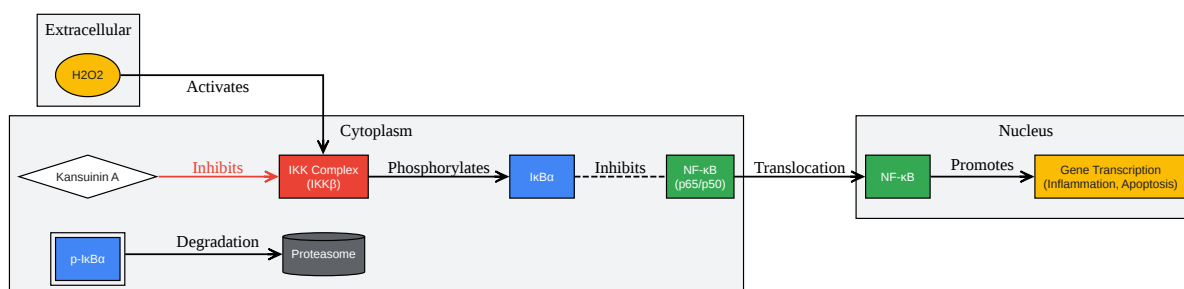 Extracellular
H2O2
Activates
Cytoplasm
Nucleus
Kansuinin A
Inhibits
IKK Complex
(IKKβ)
Phosphorylates
IκBα
Inhibits
NF-κB
(p65/p50)
Translocation
NF-κB
Promotes
Gene Transcription
(Inflammation, Apoptosis)
p-IκBα
Degradation
Proteasome